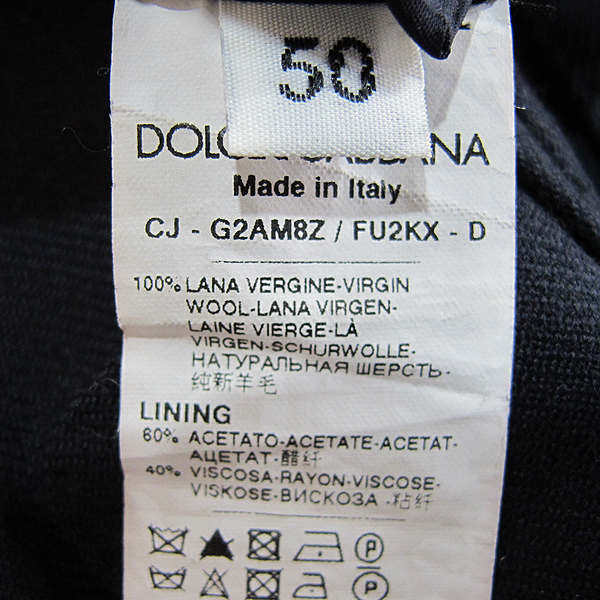 50
DOLCE & GABBANA
Made in Italy
CJ - G2AM8Z / FU2KX - D
100% LANA VERGINE-VIRGIN
WOOL-LANA VIRGEN-
LAINE VIERGE-LÀ
VIRGEN-SCHURWOLLE-
НАТУРАЛЬНАЯ ШЕРСТЬ-
纯新羊毛
LINING
60% ACETATO-ACETATE-ACETAT-
АЦЕТАТ-醋纤
40% VISCOSA-RAYON-VISCOSE-
VISKOSE-ВИСКОЗА -粘纤
P
P